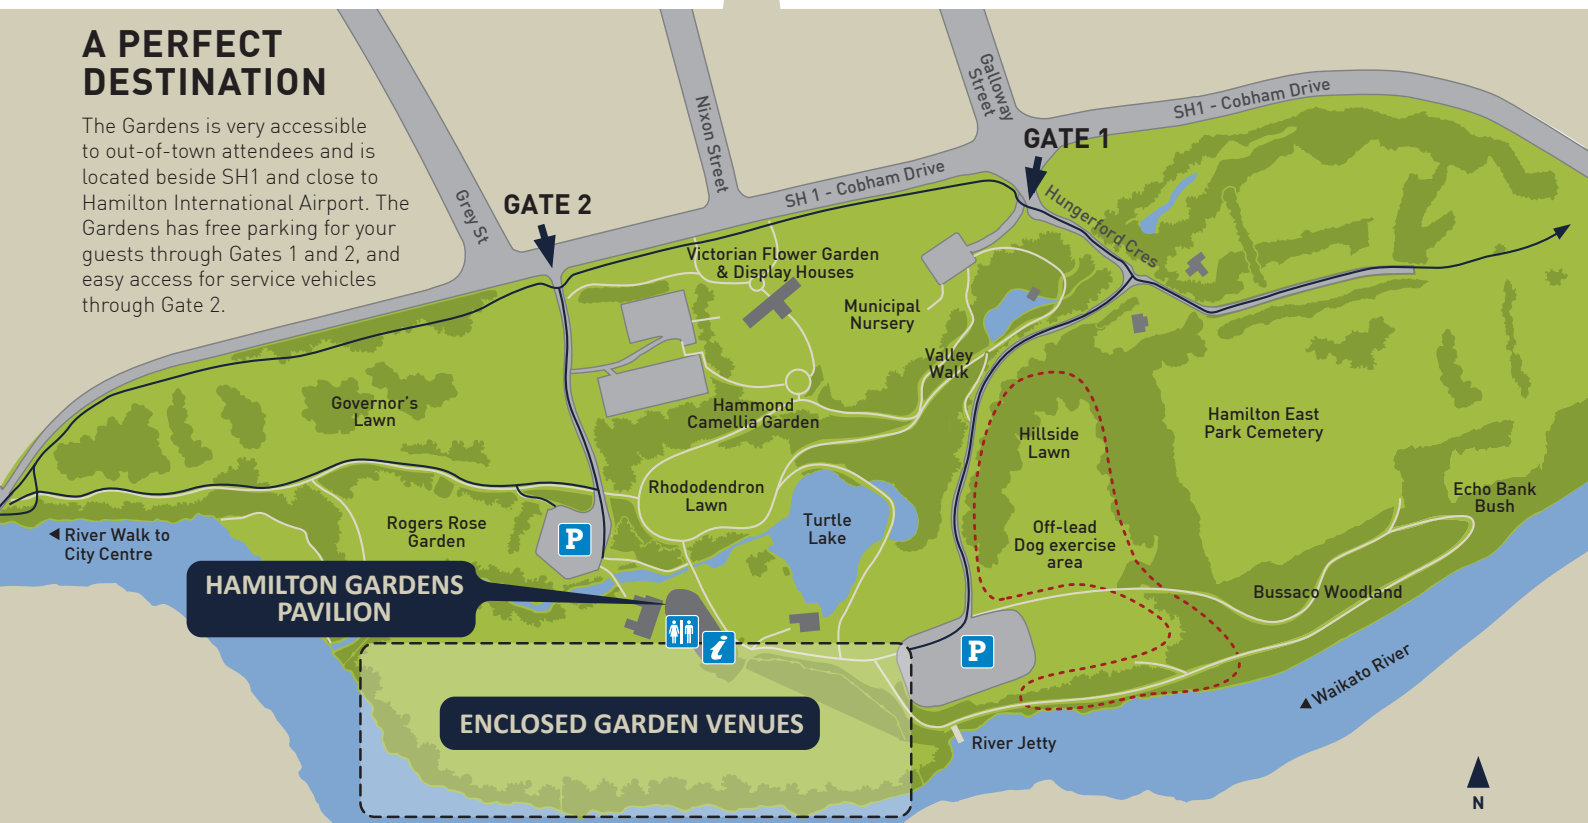 A PERFECT
DESTINATION
The Gardens is very accessible
to out-of-town attendees and is
located beside SH1 and close to
Hamilton International Airport. The
Gardens has free parking for your
guests through Gates 1 and 2, and
easy access for service vehicles
through Gate 2.
Grey St
Nixon Street
Galloway
Street
SH1 - Cobham Drive
SH 1 - Cobham Drive
GATE 1
GATE 2
Hungerford Cres
Victorian Flower Garden
& Display Houses
Municipal
Nursery
Valley
Walk
Governor's
Lawn
Hammond
Camellia Garden
Hillside
Lawn
Hamilton East
Park Cemetery
Rhododendron
Lawn
Echo Bank
Bush
Rogers Rose
Garden
Turtle
Lake
Off-lead
Dog exercise
area
River Walk to
City Centre
P
HAMILTON GARDENS
PAVILION
Bussaco Woodland
i
P
Waikato River
ENCLOSED GARDEN VENUES
River Jetty
N